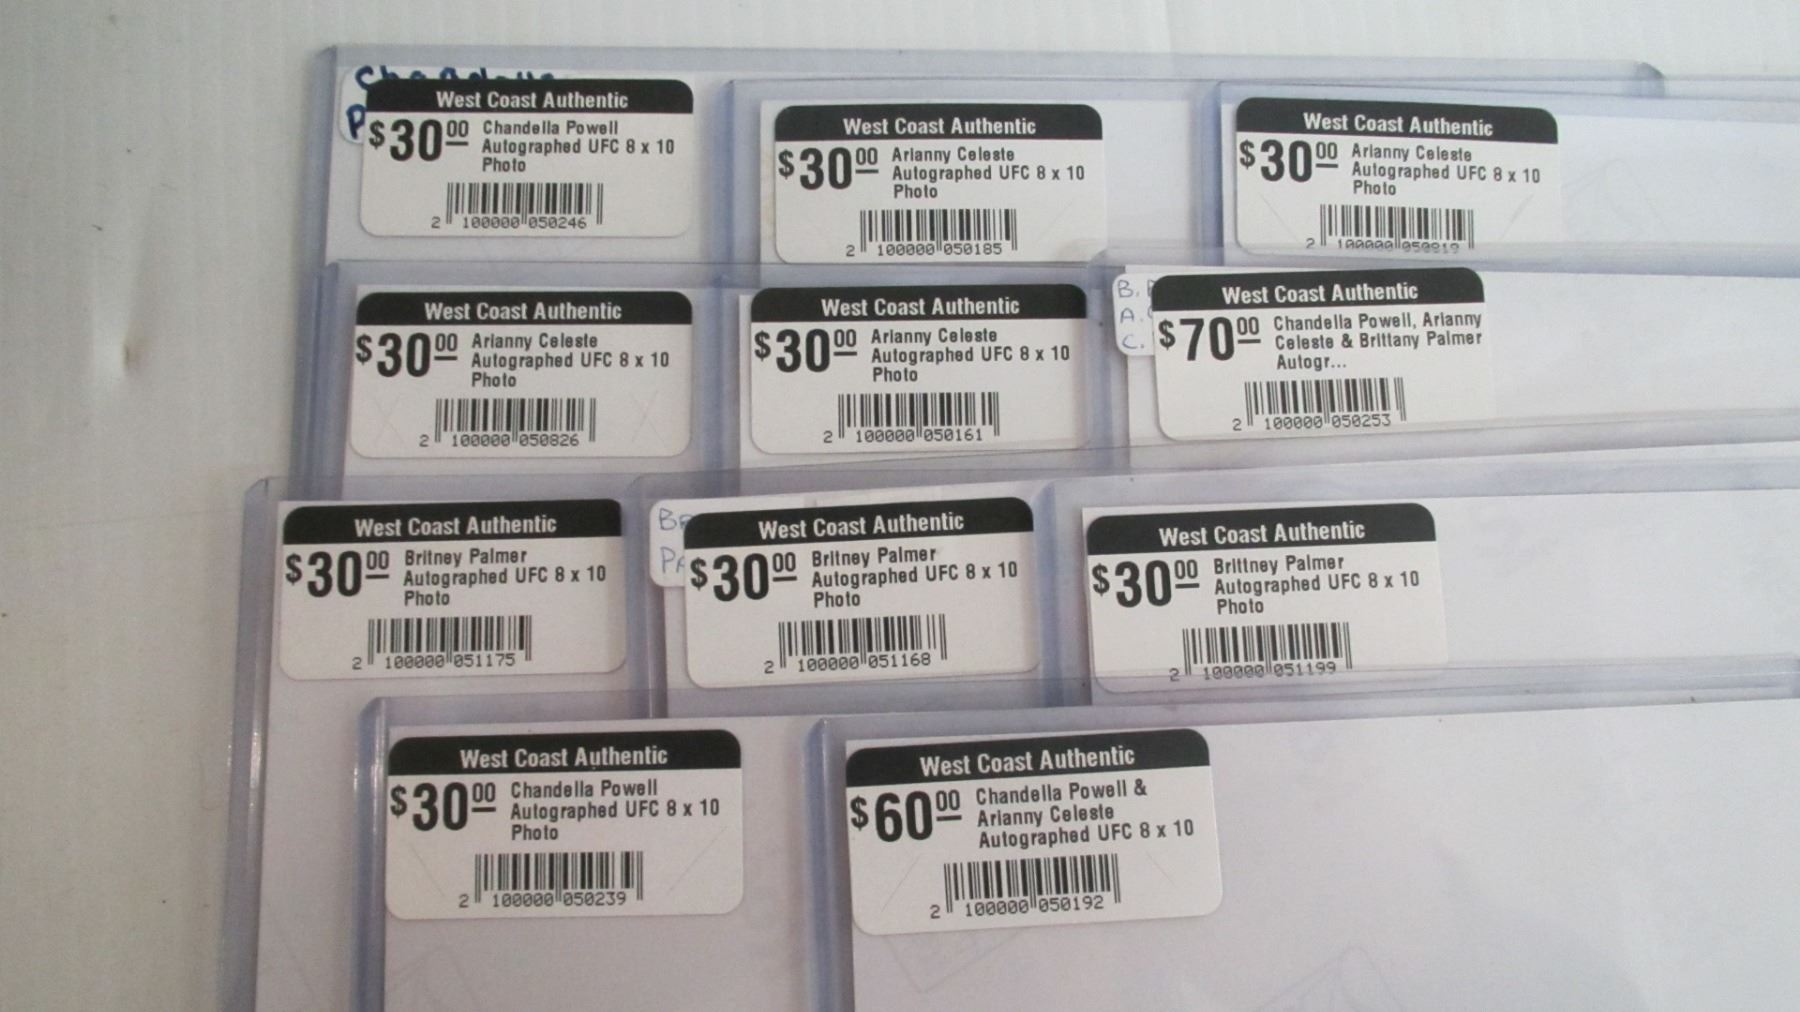 West Coast Authentic
$30 00 Chandella Powell
Autographed UFC 8 x 10
Photo
2 100000 050246
West Coast Authentic
$30 00 Arianny Celeste
Autographed UFC 8 x 10
Photo
2 100000 050185
West Coast Authentic
$30 00 Arianny Celeste
Autographed UFC 8 x 10
Photo
2 100000 050819
West Coast Authentic
$30 00 Arianny Celeste
Autographed UFC 8 x 10
Photo
2 100000 050826
West Coast Authentic
$30 00 Arianny Celeste
Autographed UFC 8 x 10
Photo
2 100000 050161
B.
A.
C.
West Coast Authentic
$70 00 Chandella Powell, Arianny
Celeste & Brittany Palmer
Autogr...
2 100000 050253
West Coast Authentic
$30 00 Britney Palmer
Autographed UFC 8 x 10
Photo
2 100000 051175
West Coast Authentic
$30 00 Britney Palmer
Autographed UFC 8 x 10
Photo
2 100000 051168
West Coast Authentic
$30 00 Brittney Palmer
Autographed UFC 8 x 10
Photo
2 100000 051199
West Coast Authentic
$30 00 Chandella Powell
Autographed UFC 8 x 10
Photo
2 100000 050239
West Coast Authentic
$60 00 Chandella Powell &
Arianny Celeste
Autographed UFC 8 x 10
2 100000 050192